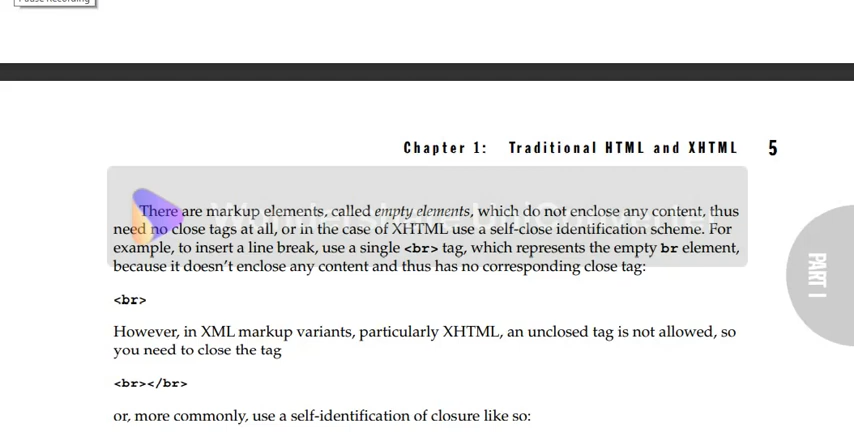 Pause Recording
Chapter 1: Traditional HTML and XHTML 5
Wondershare UniConverter
There are markup elements, called empty elements, which do not enclose any content, thus
need no close tags at all, or in the case of XHTML use a self-close identification scheme. For
example, to insert a line break, use a single <br> tag, which represents the empty br element,
because it doesn't enclose any content and thus has no corresponding close tag:
<br>
PART I
However, in XML markup variants, particularly XHTML, an unclosed tag is not allowed, so
you need to close the tag
<br></br>
or, more commonly, use a self-identification of closure like so: